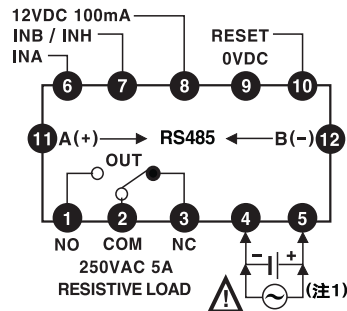 12VDC 100mA
INB / INH
INA
RESET
0VDC
6 7 8 9 10
11 A(+) RS485 B(−) 12
OUT
1 2 3 4 5
NO COM NC
− +
250VAC 5A
RESISTIVE LOAD
(注1)